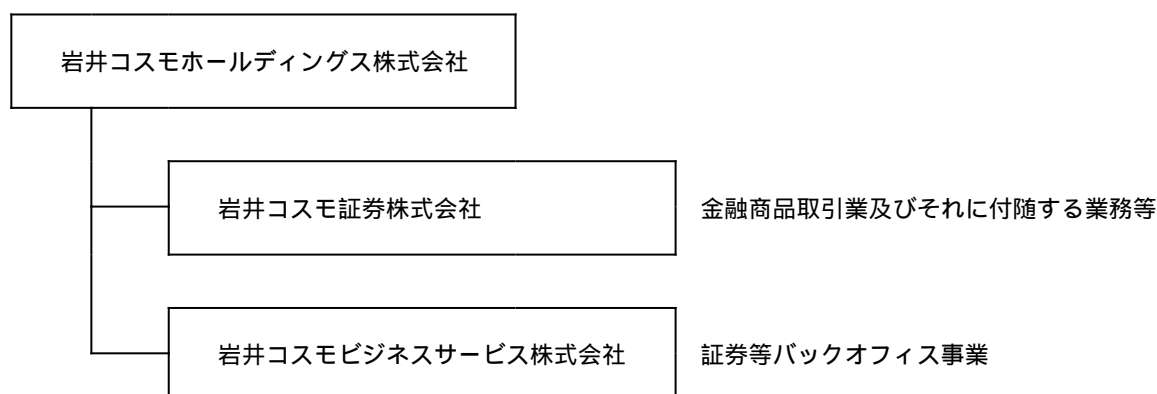 岩井コスモホールディングス株式会社
岩井コスモ証券株式会社 金融商品取引業及びそれに付随する業務等
岩井コスモビジネスサービス株式会社 証券等バックオフィス事業